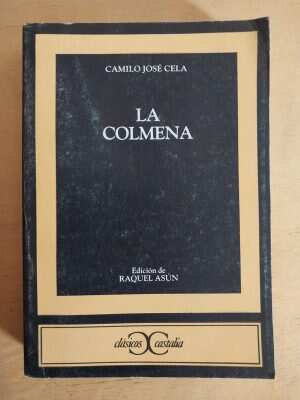 CAMILO JOSÉ CELA
LA
COLMENA
Edición de
RAQUEL ASÚN
clásicos castalia